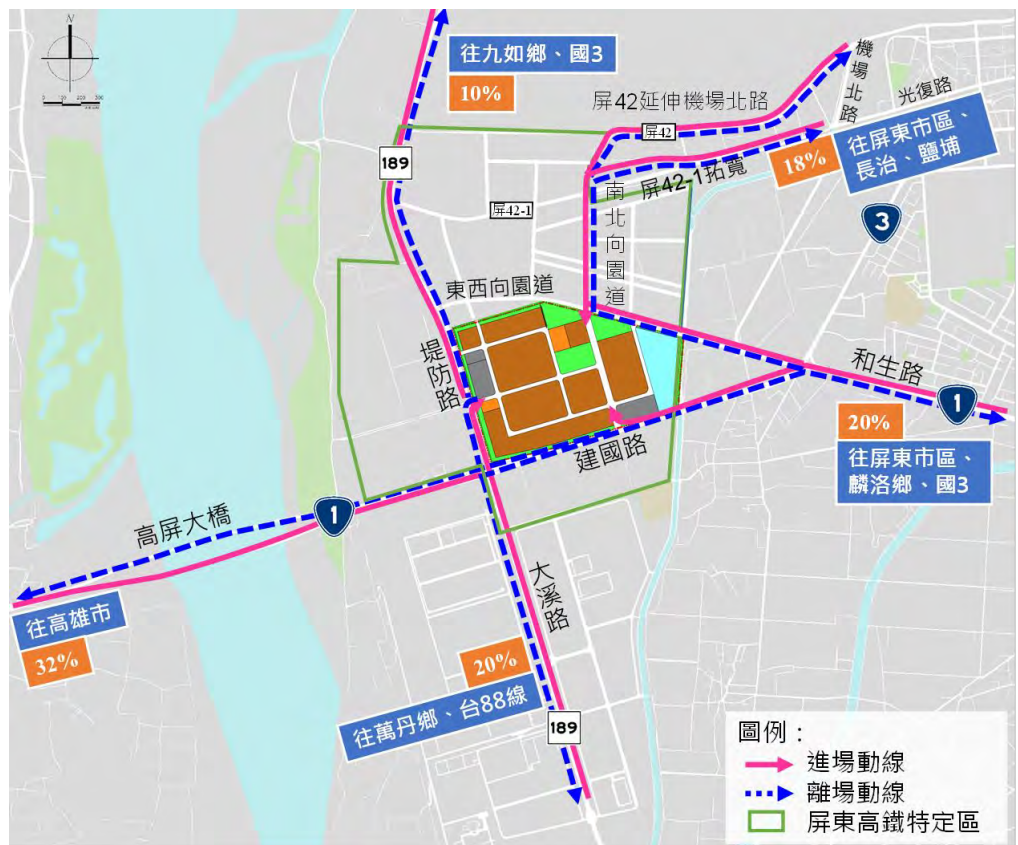 N
往九如鄉、國3
10%
屏42延伸機場北路
屏42
機場北路
光復路
往屏東市區、
長治、鹽埔
18%
屏42-1拓寬
189
屏42-1
南北向園道
3
東西向園道
堤防路
和生路
1
20%
往屏東市區、
麟洛鄉、國3
建國路
高屏大橋
1
往高雄市
32%
大溪路
20%
往萬丹鄉、台88線
189
圖例：
進場動線
離場動線
屏東高鐵特定區